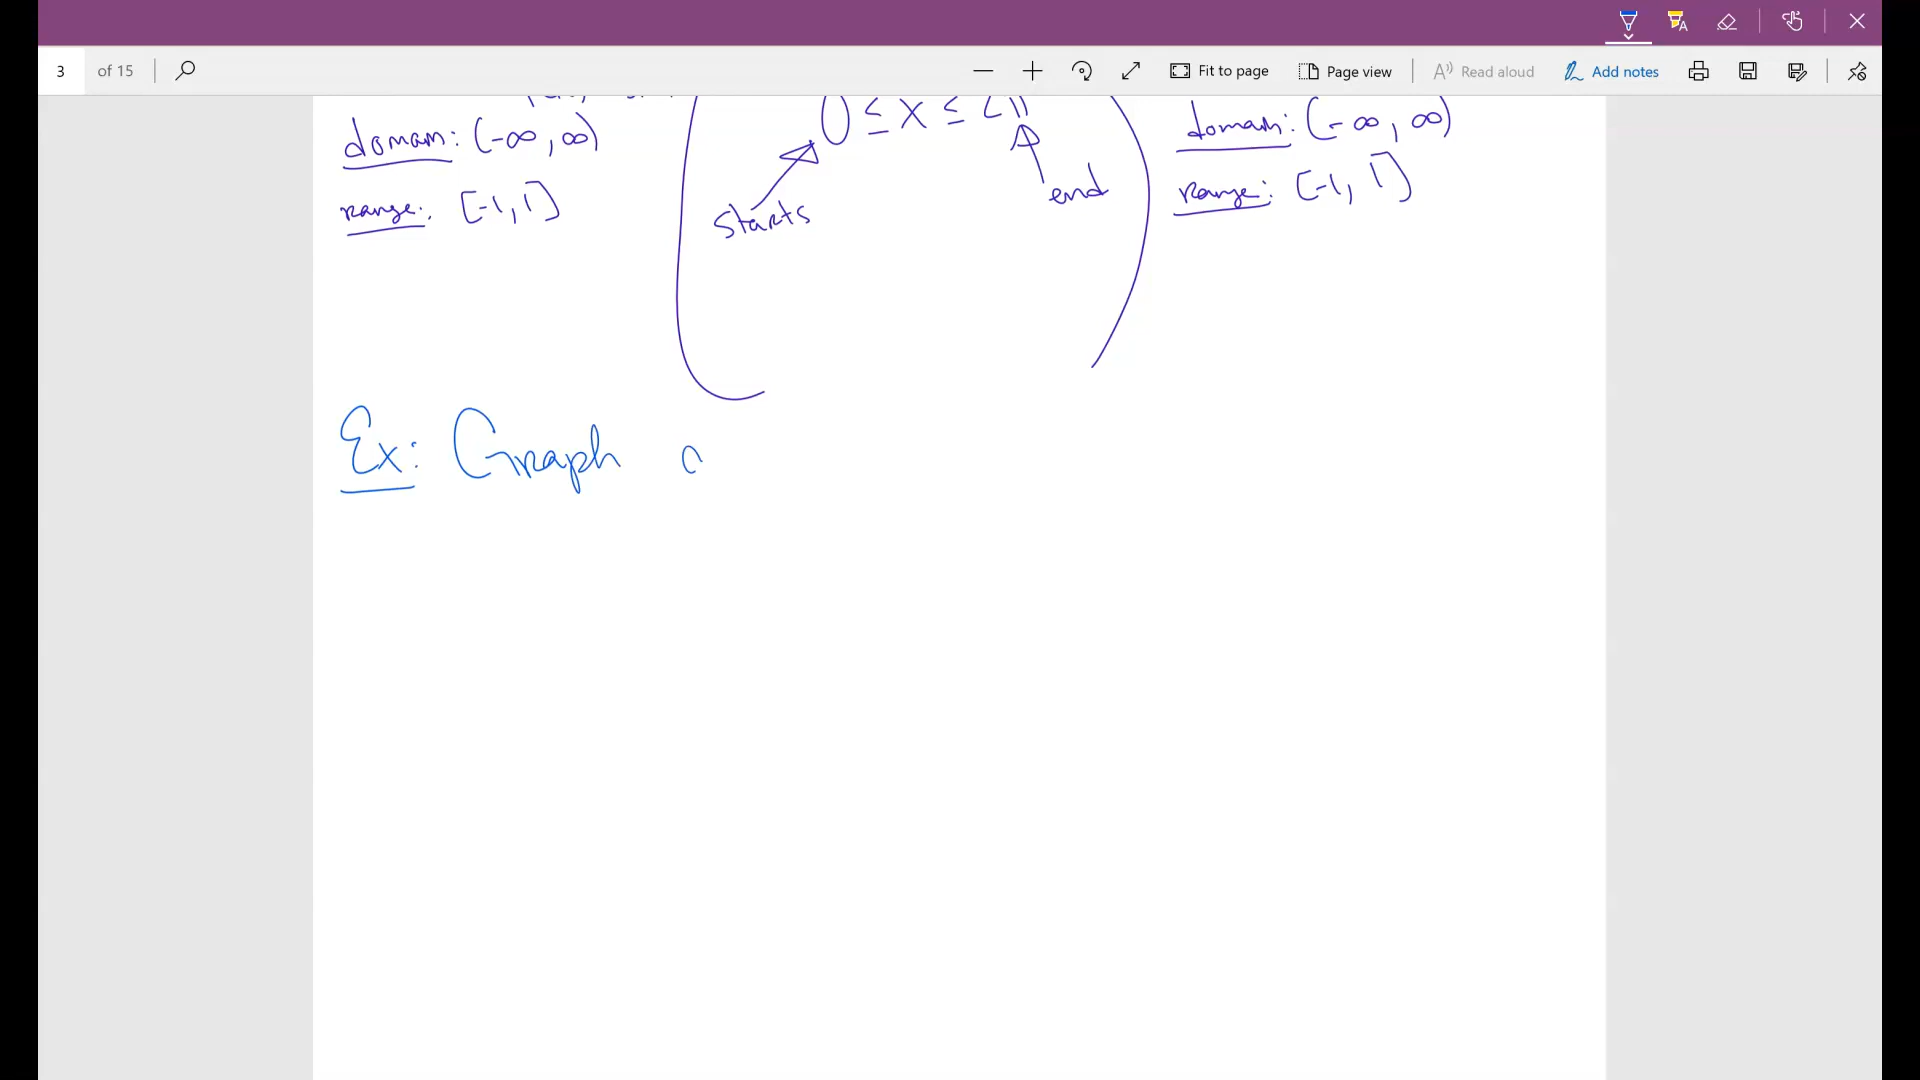 3 of 15 Fit to page Page view Read aloud Add notes
domain: (-∞, ∞)
range: [-1, 1]
0 ≤ x ≤ 2π
starts
end
domain: (-∞, ∞)
range: [-1, 1]
Ex: Graph